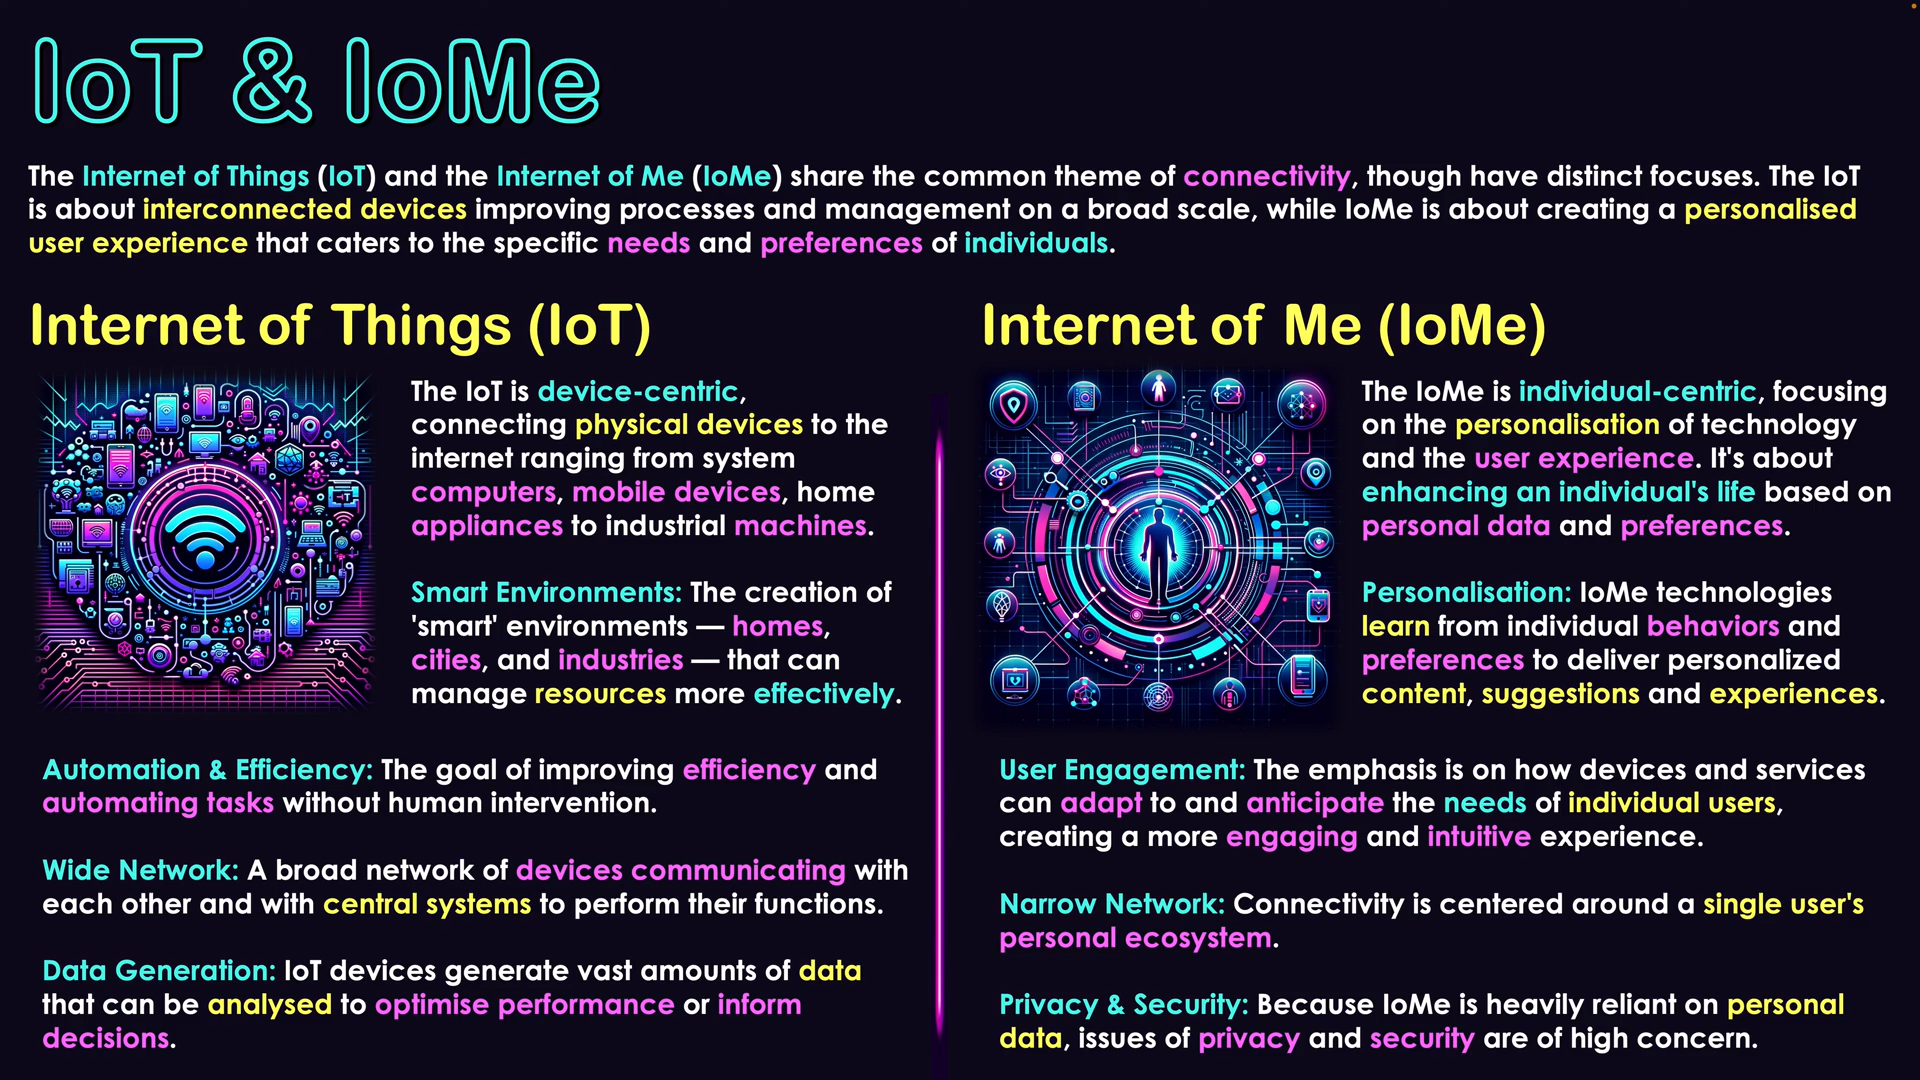 IoT & IoMe
The Internet of Things (IoT) and the Internet of Me (IoMe) share the common theme of connectivity, though have distinct focuses. The IoT
is about interconnected devices improving processes and management on a broad scale, while IoMe is about creating a personalised
user experience that caters to the specific needs and preferences of individuals.
Internet of Things (IoT)
The IoT is device-centric,
connecting physical devices to the
internet ranging from system
computers, mobile devices, home
appliances to industrial machines.
Smart Environments: The creation of
'smart' environments — homes,
cities, and industries — that can
manage resources more effectively.
Automation & Efficiency: The goal of improving efficiency and
automating tasks without human intervention.
Wide Network: A broad network of devices communicating with
each other and with central systems to perform their functions.
Data Generation: IoT devices generate vast amounts of data
that can be analysed to optimise performance or inform
decisions.
Internet of Me (IoMe)
The IoMe is individual-centric, focusing
on the personalisation of technology
and the user experience. It's about
enhancing an individual's life based on
personal data and preferences.
Personalisation: IoMe technologies
learn from individual behaviors and
preferences to deliver personalized
content, suggestions and experiences.
User Engagement: The emphasis is on how devices and services
can adapt to and anticipate the needs of individual users,
creating a more engaging and intuitive experience.
Narrow Network: Connectivity is centered around a single user's
personal ecosystem.
Privacy & Security: Because IoMe is heavily reliant on personal
data, issues of privacy and security are of high concern.